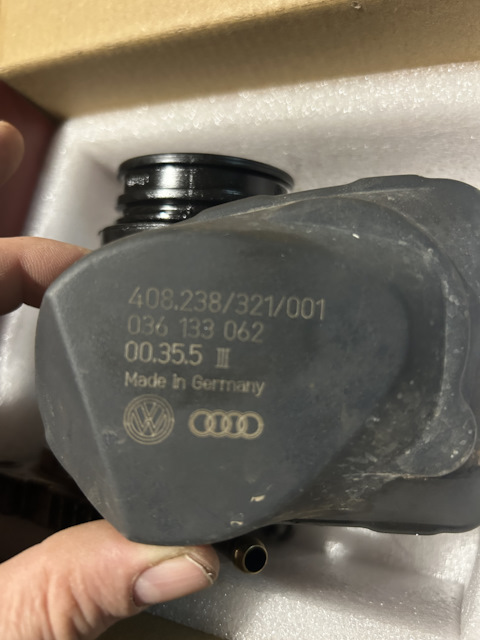 408.238/321/001
036 133 062
00.35.5 III
Made in Germany